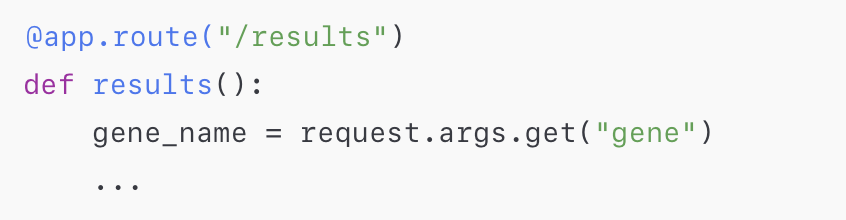 @app.route("/results")
def results():
    gene_name = request.args.get("gene")
    ...